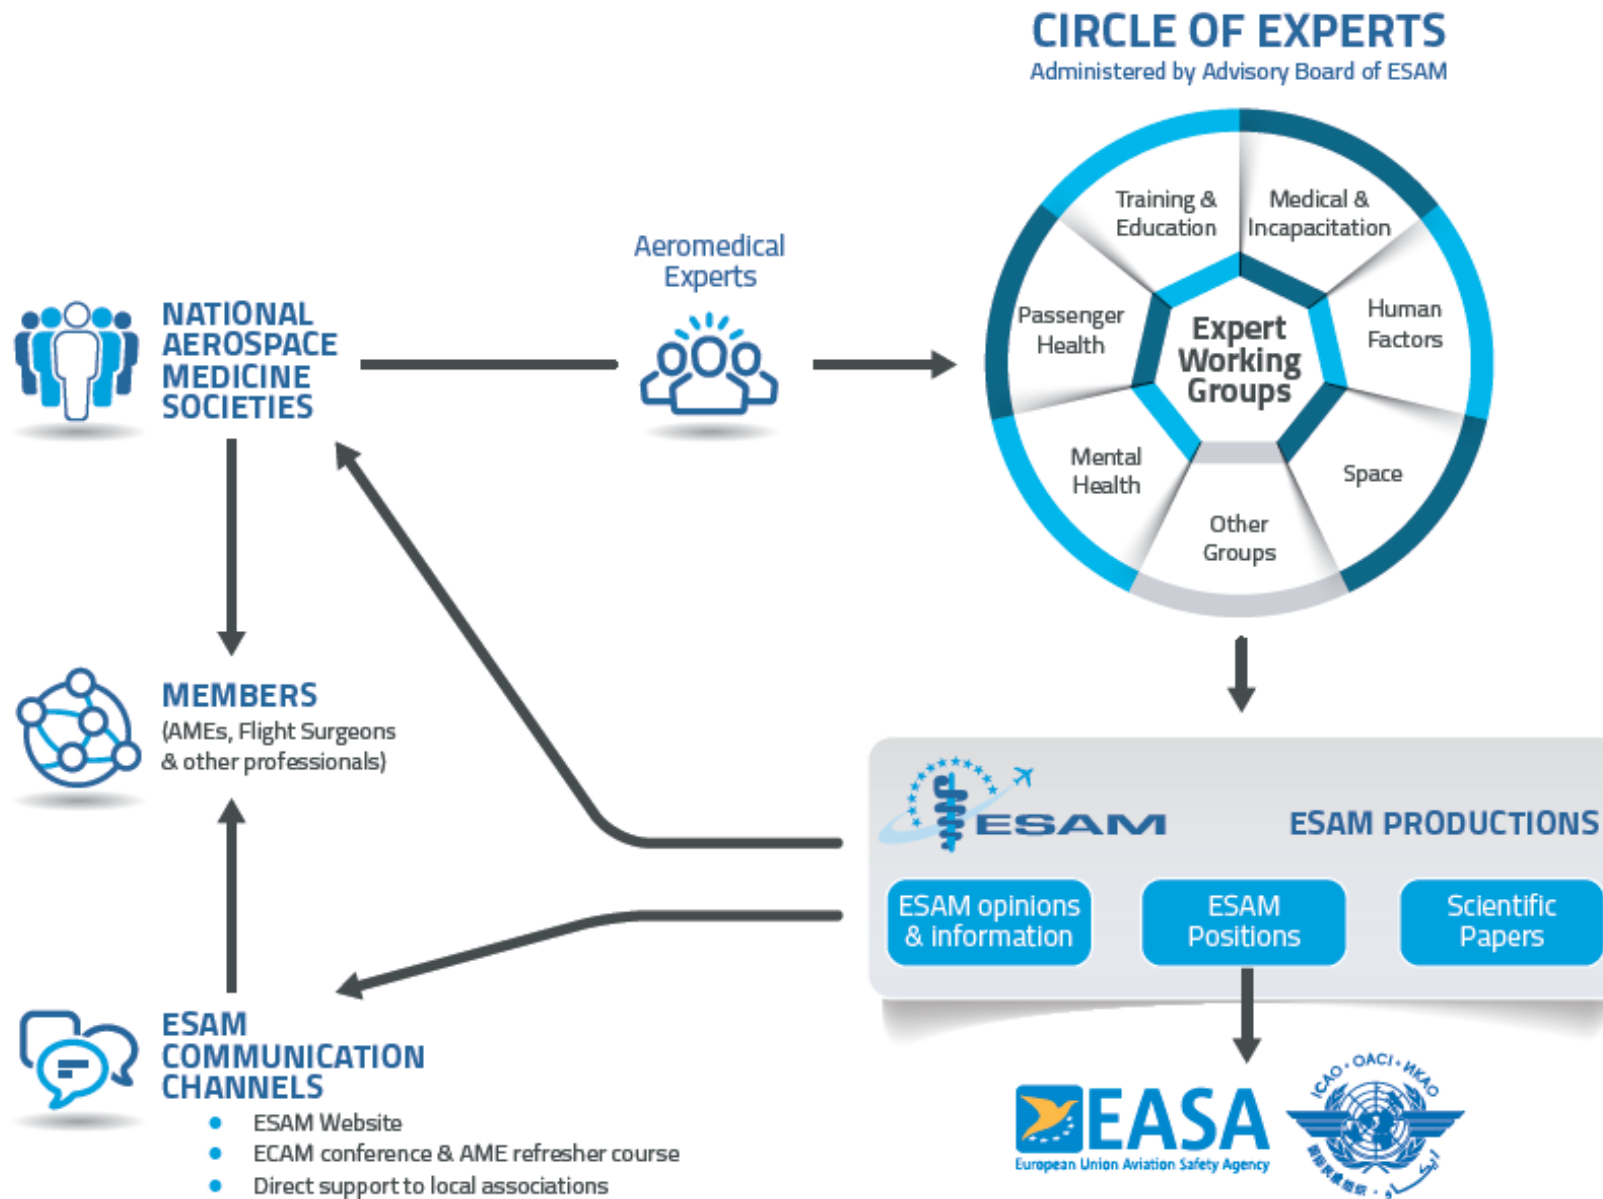 CIRCLE OF EXPERTS
Administered by Advisory Board of ESAM
Training &
Education
Medical &
Incapacitation
Human
Factors
Space
Other
Groups
Mental
Health
Passenger
Health
Expert
Working
Groups
Aeromedical
Experts
NATIONAL
AEROSPACE
MEDICINE
SOCIETIES
MEMBERS
(AMEs, Flight Surgeons
& other professionals)
ESAM
ESAM PRODUCTIONS
ESAM opinions
& information
ESAM
Positions
Scientific
Papers
ESAM
COMMUNICATION
CHANNELS
ESAM Website
ECAM conference & AME refresher course
Direct support to local associations
EASA
European Union Aviation Safety Agency
ICAO · OACI · ИКАО